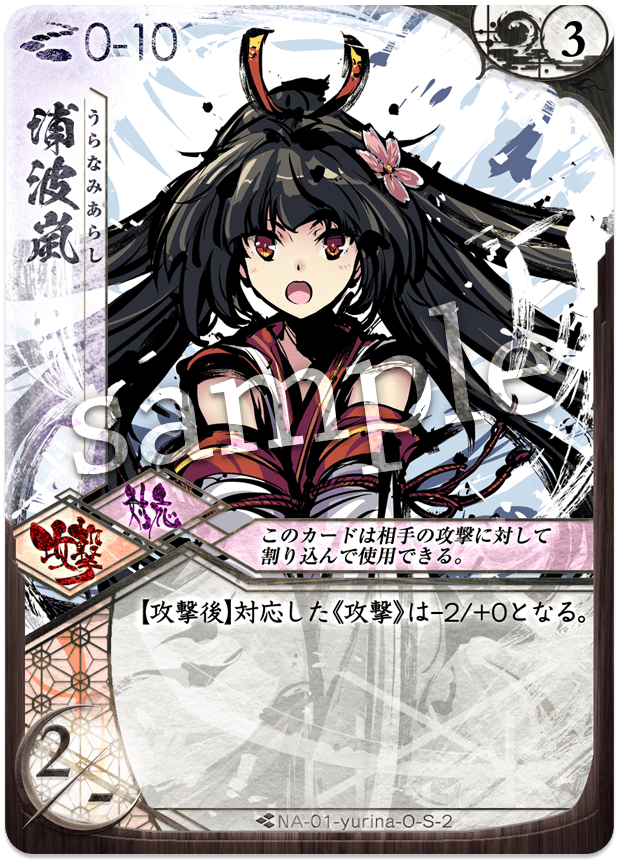 0-10
3
浦波嵐
うらなみあらし
sample
攻撃
対応
このカードは相手の攻撃に対して
割り込んで使用できる。
【攻撃後】対応した《攻撃》は-2/+0となる。
2/-
NA-01-yurina-O-S-2